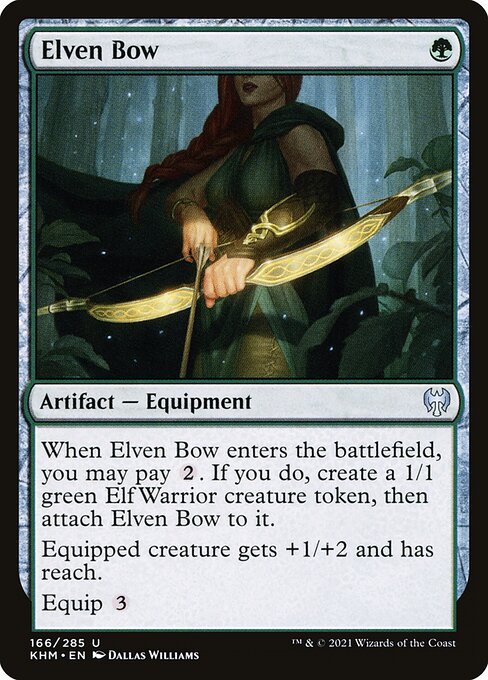 Elven Bow
Artifact — Equipment
When Elven Bow enters the battlefield,
you may pay 2. If you do, create a 1/1
green Elf Warrior creature token, then
attach Elven Bow to it.
Equipped creature gets +1/+2 and has
reach.
Equip 3
166/285 U
KHM • EN DALLAS WILLIAMS
™ & © 2021 Wizards of the Coast